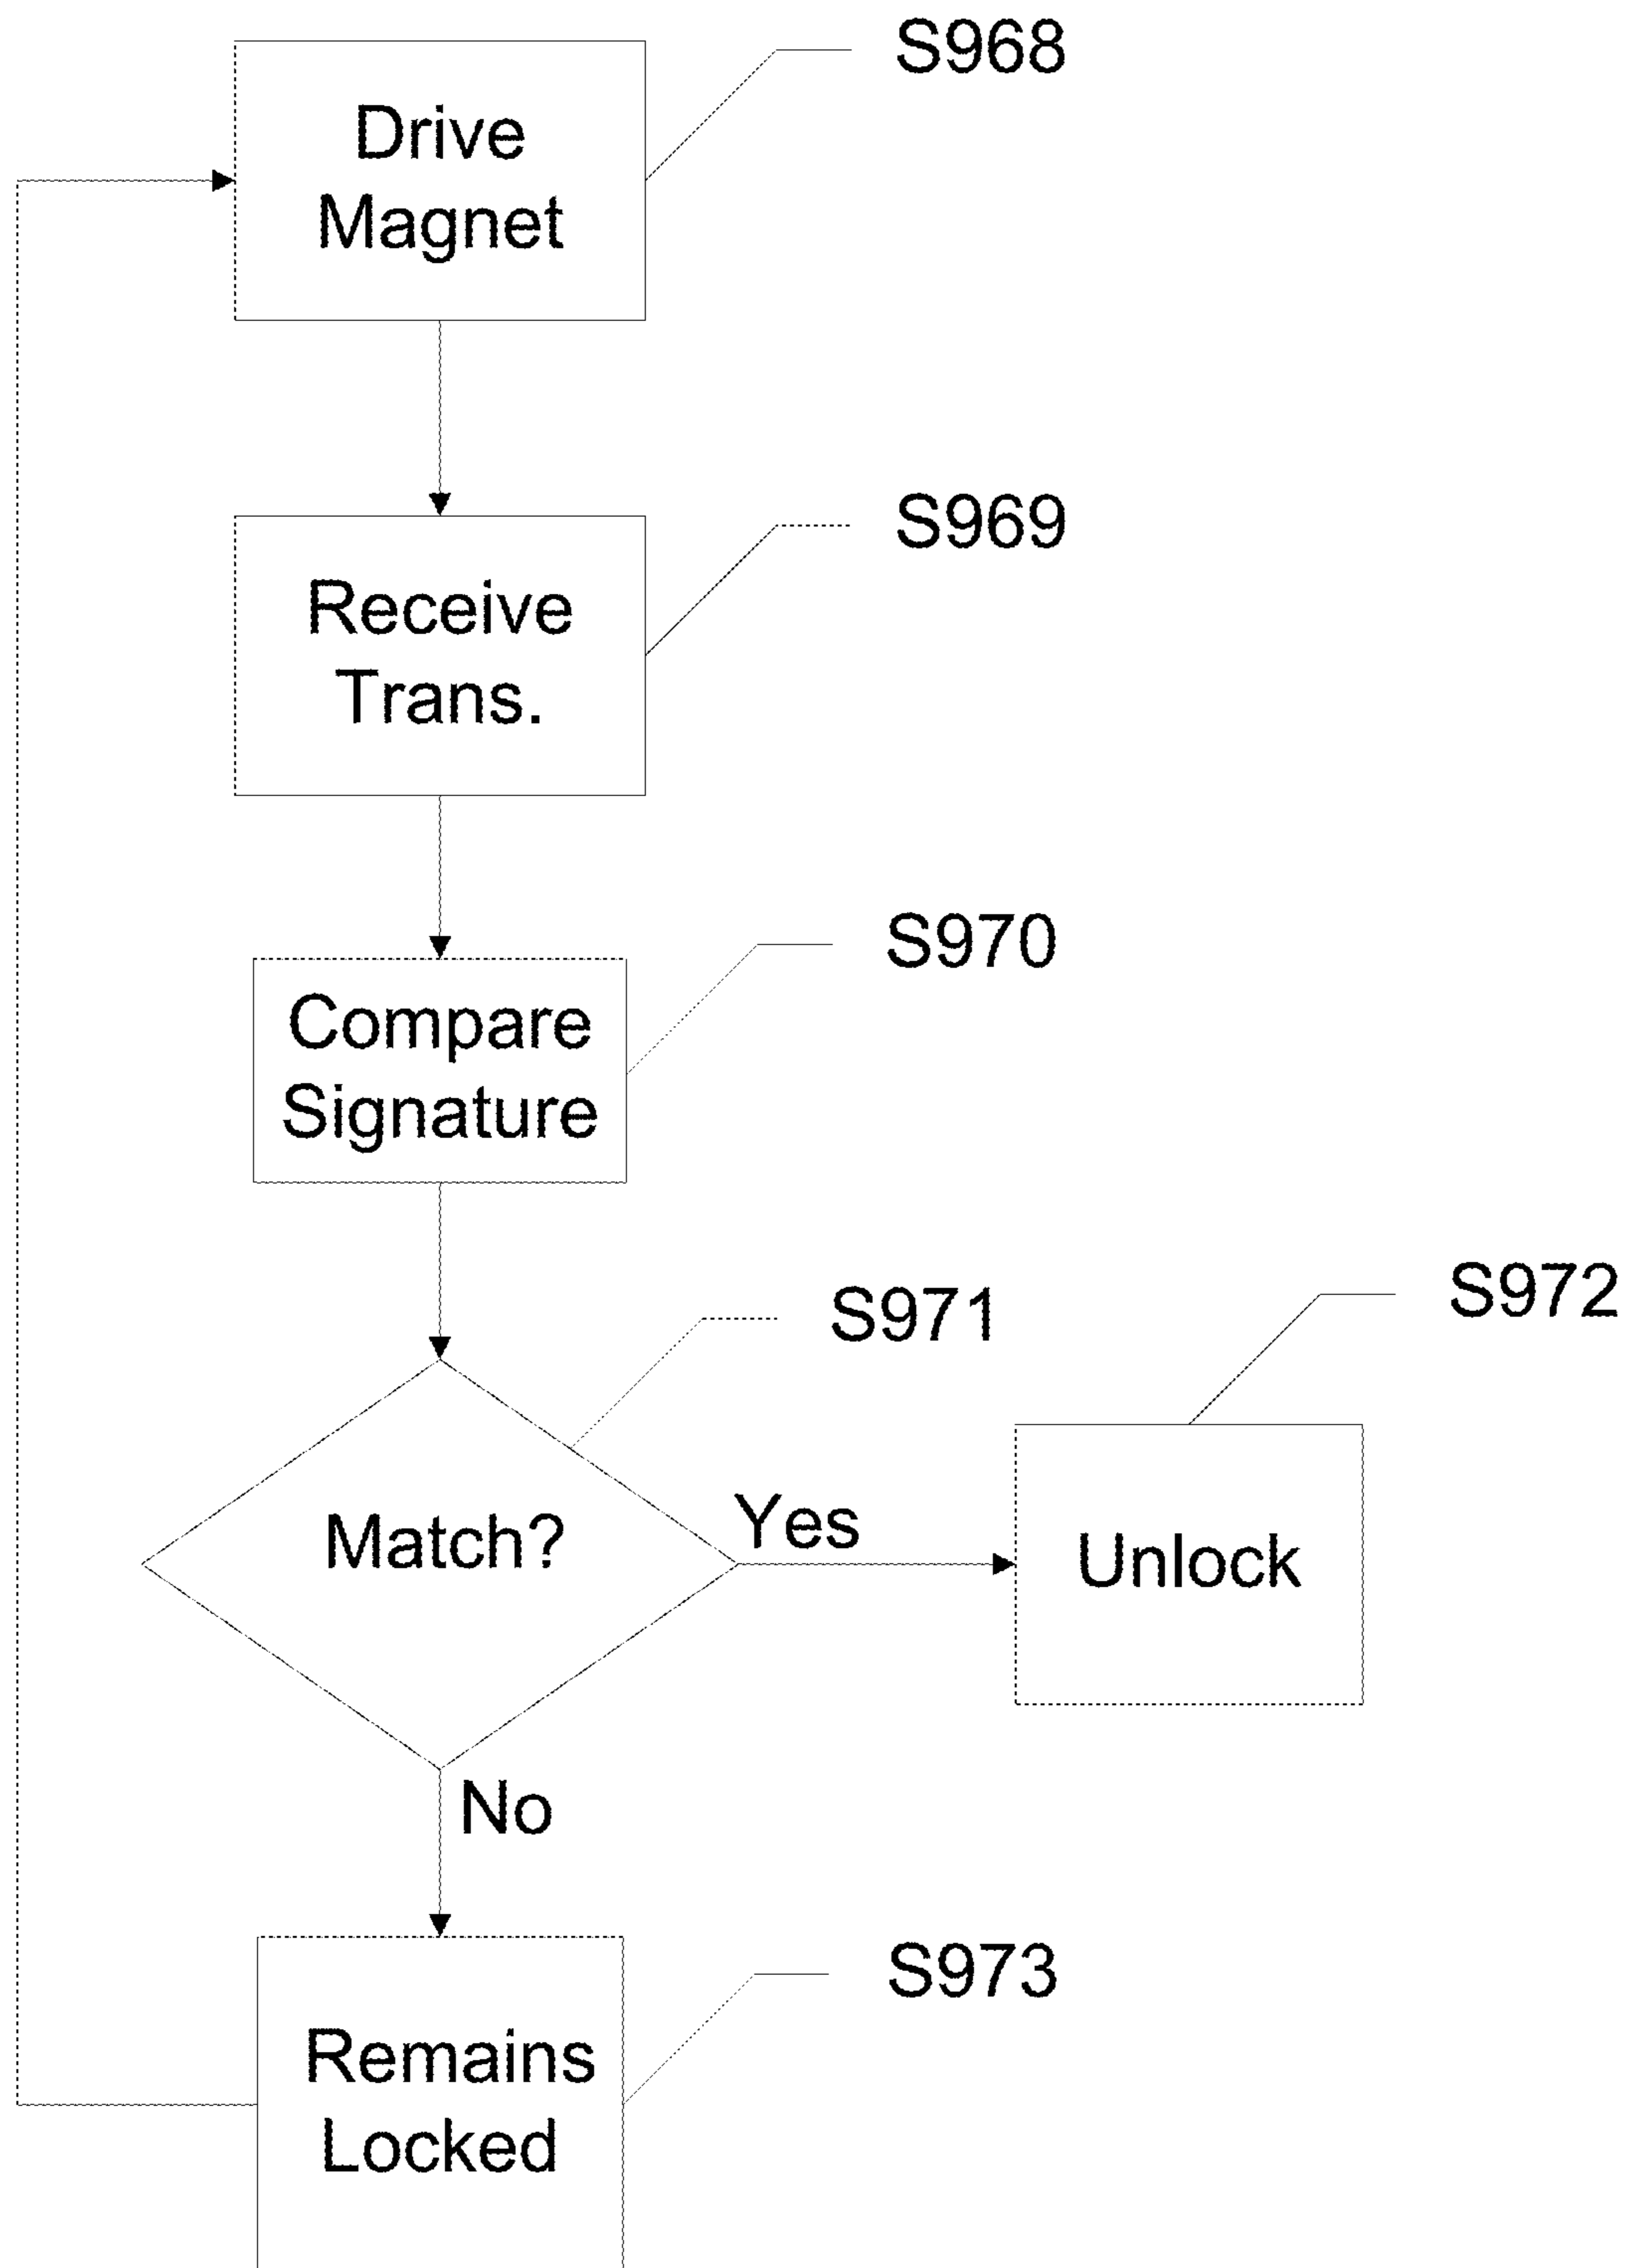 S968
Drive
Magnet
S969
Receive
Trans.
S970
Compare
Signature
S971
S972
Match?
Yes
Unlock
No
S973
Remains
Locked